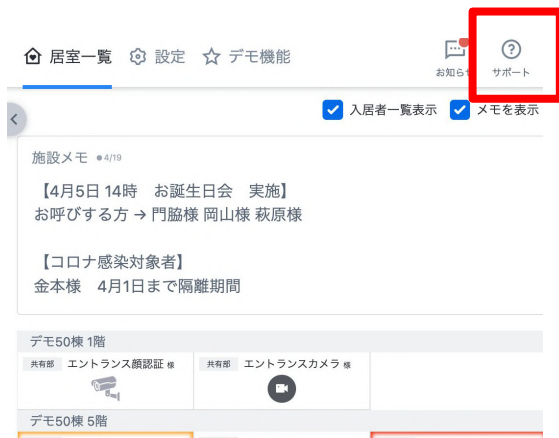 居室一覧 設定 デモ機能
お知らせ サポート
入居者一覧表示 メモを表示
施設メモ ●4/19
【4月5日 14時 お誕生日会 実施】
お呼びする方 → 門脇様 岡山様 萩原様
【コロナ感染対象者】
金本様 4月1日まで隔離期間
デモ50棟 1階
共有部 エントランス顔認証 様 共有部 エントランスカメラ 様
デモ50棟 5階